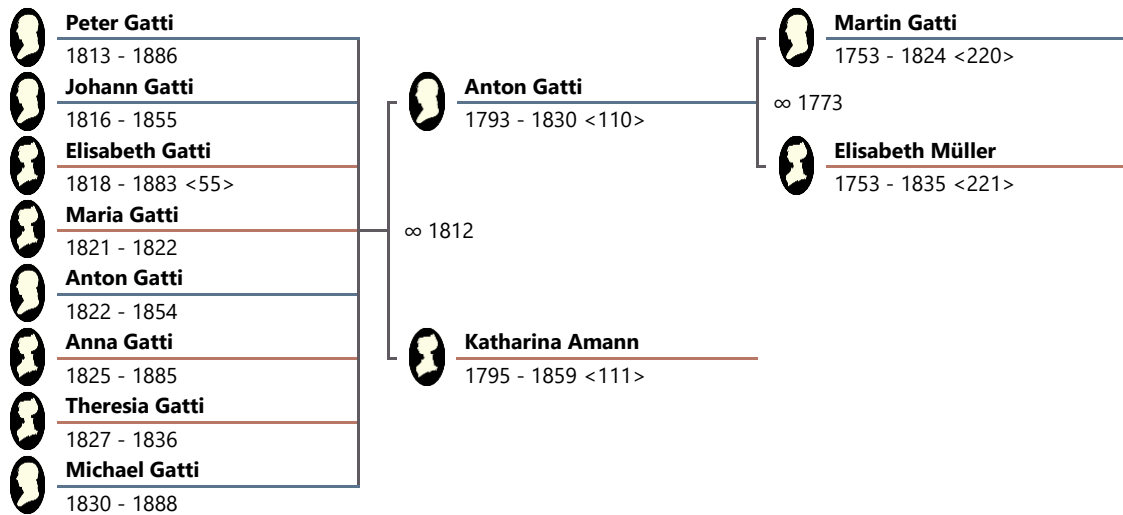 Peter Gatti
1813 - 1886
Johann Gatti
1816 - 1855
Elisabeth Gatti
1818 - 1883 <55>
Maria Gatti
1821 - 1822
Anton Gatti
1822 - 1854
Anna Gatti
1825 - 1885
Theresia Gatti
1827 - 1836
Michael Gatti
1830 - 1888
Anton Gatti
1793 - 1830 <110>
∞ 1812
Katharina Amann
1795 - 1859 <111>
Martin Gatti
1753 - 1824 <220>
∞ 1773
Elisabeth Müller
1753 - 1835 <221>